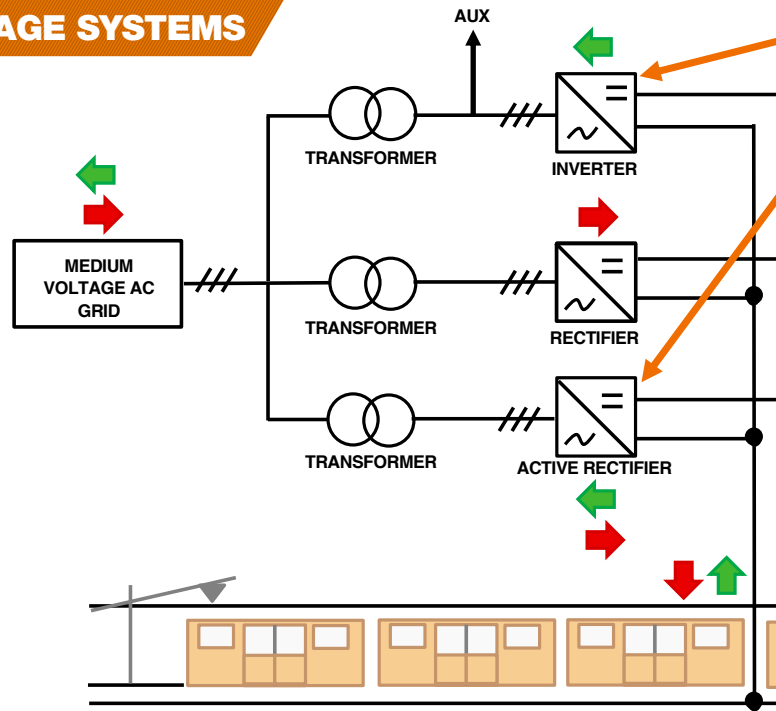 AGE SYSTEMS
AUX
TRANSFORMER
INVERTER
MEDIUM
VOLTAGE AC
GRID
TRANSFORMER
RECTIFIER
TRANSFORMER
ACTIVE RECTIFIER